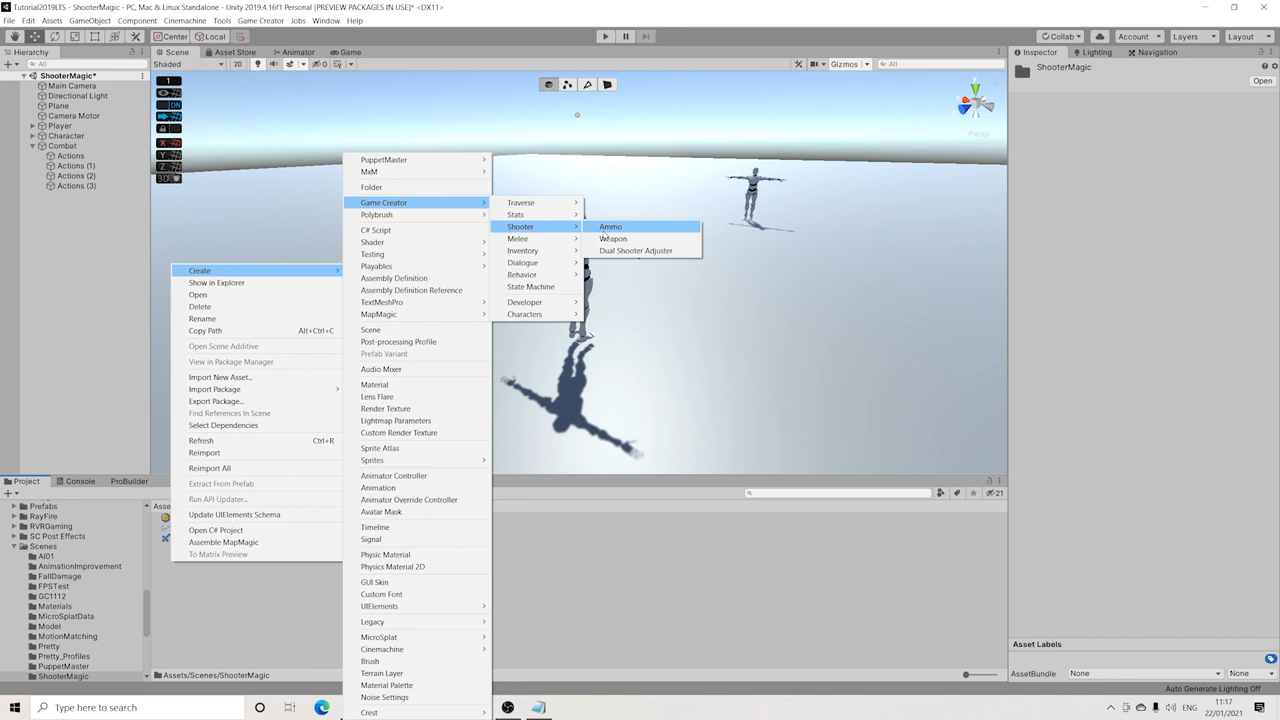 Tutorial2019LTS - ShooterMagic - PC, Mac & Linux Standalone - Unity 2019.4.16f1 Personal [PREVIEW PACKAGES IN USE]* <DX11>
File Edit Assets GameObject Component Cinemachine Tools Game Creator Jobs Window Help
Center Local Collab Account Layers Layout
Hierarchy Scene Asset Store Animator Game Inspector Lighting Navigation
All Shaded 2D 0 Gizmos All
ShooterMagic*
Main Camera
Directional Light
Plane
Camera Motor
Player
Character
Combat
Actions
Actions (1)
Actions (2)
Actions (3)
1
ON
X
Y
Z
3D
Persp
ShooterMagic
Open
Create
Show in Explorer
Open
Delete
Rename
Copy Path Alt+Ctrl+C
Open Scene Additive
View in Package Manager
Import New Asset...
Import Package
Export Package...
Find References In Scene
Select Dependencies
Refresh Ctrl+R
Reimport
Reimport All
Extract From Prefab
Run API Updater...
Update UIElements Schema
Open C# Project
Assemble MapMagic
To Matrix Preview
PuppetMaster
MxM
Folder
Game Creator
Polybrush
C# Script
Shader
Testing
Playables
Assembly Definition
Assembly Definition Reference
TextMeshPro
MapMagic
Scene
Post-processing Profile
Prefab Variant
Audio Mixer
Material
Lens Flare
Render Texture
Lightmap Parameters
Custom Render Texture
Sprite Atlas
Sprites
Animator Controller
Animation
Animator Override Controller
Avatar Mask
Timeline
Signal
Physic Material
Physics Material 2D
GUI Skin
Custom Font
UIElements
Legacy
MicroSplat
Cinemachine
Brush
Terrain Layer
Material Palette
Noise Settings
Crest
Traverse
Stats
Shooter
Melee
Inventory
Dialogue
Behavior
State Machine
Developer
Characters
Ammo
Weapon
Dual Shooter Adjuster
Project Console ProBuilder
21
Prefabs
RayFire
RVRGaming
SC Post Effects
Scenes
AI01
AnimationImprovement
FallDamage
FPSTest
GC1112
Materials
MicroSplatData
Model
MotionMatching
Pretty
Pretty_Profiles
PuppetMaster
ShooterMagic
Asse
Assets/Scenes/ShooterMagic
Asset Labels
AssetBundle None None
Auto Generate Lighting Off
Type here to search
ENG
11:17
22/01/2021